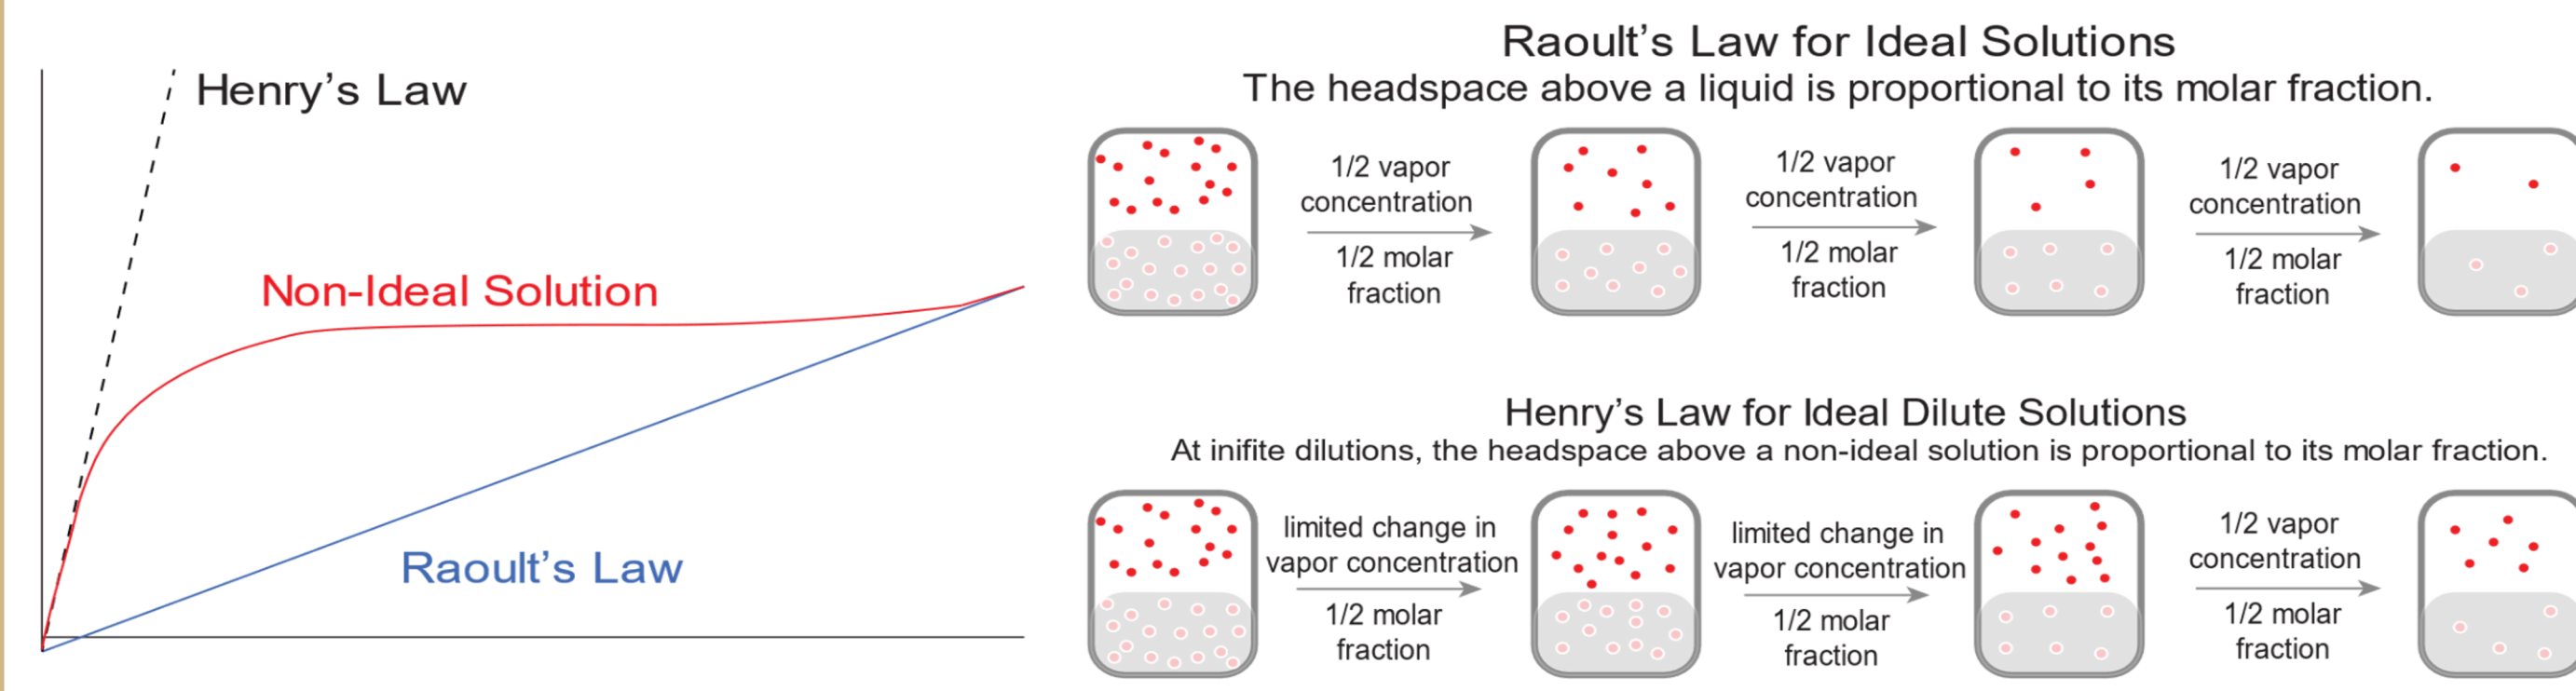 Henry’s Law
Non-Ideal Solution
Raoult’s Law
Raoult’s Law for Ideal Solutions
The headspace above a liquid is proportional to its molar fraction.
1/2 vapor
concentration
1/2 molar
fraction
1/2 vapor
concentration
1/2 molar
fraction
1/2 vapor
concentration
1/2 molar
fraction
Henry’s Law for Ideal Dilute Solutions
At inifite dilutions, the headspace above a non-ideal solution is proportional to its molar fraction.
limited change in
vapor concentration
1/2 molar
fraction
limited change in
vapor concentration
1/2 molar
fraction
1/2 vapor
concentration
1/2 molar
fraction